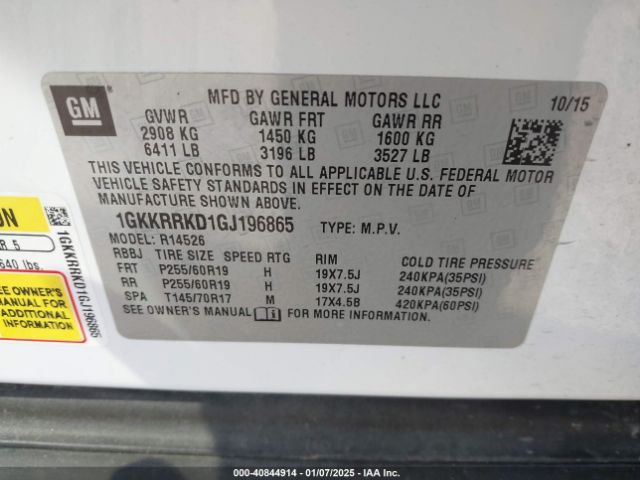 GM
MFD BY GENERAL MOTORS LLC
10/15
GVWR GAWR FRT GAWR RR
2908 KG 1450 KG 1600 KG
6411 LB 3196 LB 3527 LB
THIS VEHICLE CONFORMS TO ALL APPLICABLE U.S. FEDERAL MOTOR
VEHICLE SAFETY STANDARDS IN EFFECT ON THE DATE OF
MANUFACTURE SHOWN ABOVE.
1GKKRRKD1GJ196865 TYPE: M.P.V.
MODEL: R14526
RBBJ TIRE SIZE SPEED RTG RIM COLD TIRE PRESSURE
FRT P255/60R19 H 19X7.5J 240KPA(35PSI)
RR P255/60R19 H 19X7.5J 240KPA(35PSI)
SPA T145/70R17 M 17X4.5B 420KPA(60PSI)
SEE OWNER'S MANUAL FOR MORE INFORMATION.
R 5
640 lbs.
SEE OWNER'S
MANUAL FOR
ADDITIONAL
INFORMATION
1GKKRRKD1GJ196865
000-40844914 - 01/07/2025 - IAAI.COM